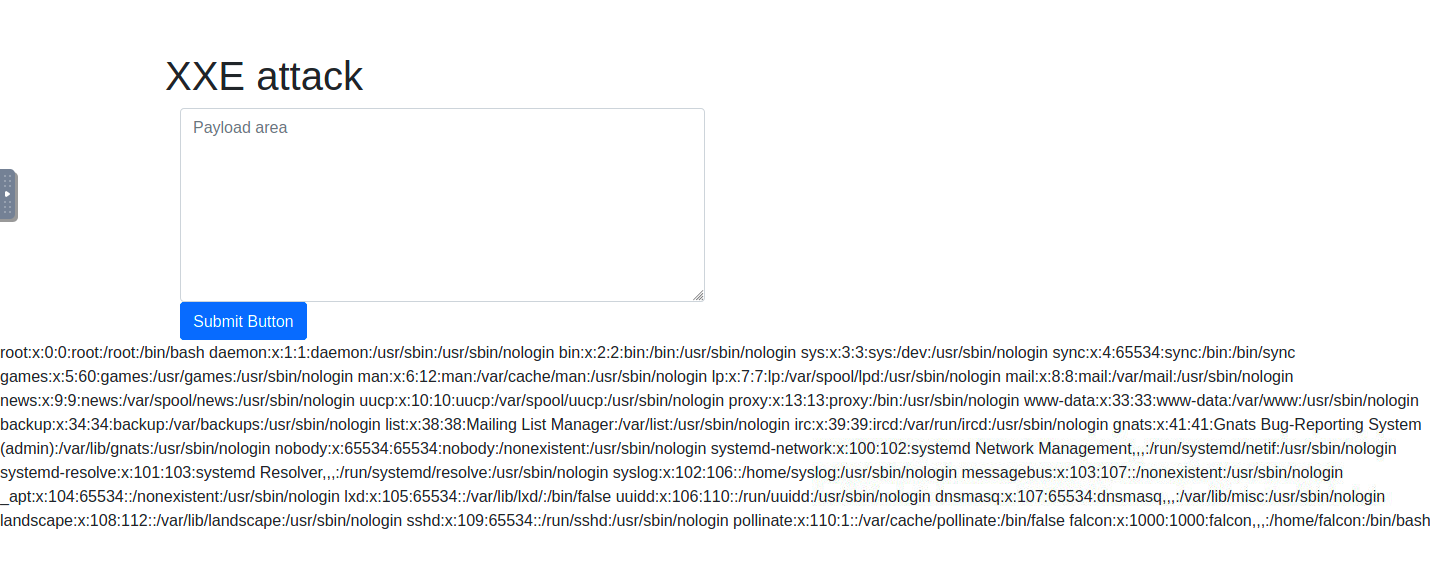 XXE attack
Payload area
Submit Button
root:x:0:0:root:/root:/bin/bash daemon:x:1:1:daemon:/usr/sbin:/usr/sbin/nologin bin:x:2:2:bin:/bin:/usr/sbin/nologin sys:x:3:3:sys:/dev:/usr/sbin/nologin sync:x:4:65534:sync:/bin:/bin/sync
games:x:5:60:games:/usr/games:/usr/sbin/nologin man:x:6:12:man:/var/cache/man:/usr/sbin/nologin lp:x:7:7:lp:/var/spool/lpd:/usr/sbin/nologin mail:x:8:8:mail:/var/mail:/usr/sbin/nologin
news:x:9:9:news:/var/spool/news:/usr/sbin/nologin uucp:x:10:10:uucp:/var/spool/uucp:/usr/sbin/nologin proxy:x:13:13:proxy:/bin:/usr/sbin/nologin www-data:x:33:33:www-data:/var/www:/usr/sbin/nologin
backup:x:34:34:backup:/var/backups:/usr/sbin/nologin list:x:38:38:Mailing List Manager:/var/list:/usr/sbin/nologin irc:x:39:39:ircd:/var/run/ircd:/usr/sbin/nologin gnats:x:41:41:Gnats Bug-Reporting System
(admin):/var/lib/gnats:/usr/sbin/nologin nobody:x:65534:65534:nobody:/nonexistent:/usr/sbin/nologin systemd-network:x:100:102:systemd Network Management,,,:/run/systemd/netif:/usr/sbin/nologin
systemd-resolve:x:101:103:systemd Resolver,,,:/run/systemd/resolve:/usr/sbin/nologin syslog:x:102:106::/home/syslog:/usr/sbin/nologin messagebus:x:103:107::/nonexistent:/usr/sbin/nologin
_apt:x:104:65534::/nonexistent:/usr/sbin/nologin lxd:x:105:65534::/var/lib/lxd/:/bin/false uuidd:x:106:110::/run/uuidd:/usr/sbin/nologin dnsmasq:x:107:65534:dnsmasq,,,:/var/lib/misc:/usr/sbin/nologin
landscape:x:108:112::/var/lib/landscape:/usr/sbin/nologin sshd:x:109:65534::/run/sshd:/usr/sbin/nologin pollinate:x:110:1::/var/cache/pollinate:/bin/false falcon:x:1000:1000:falcon,,,:/home/falcon:/bin/bash